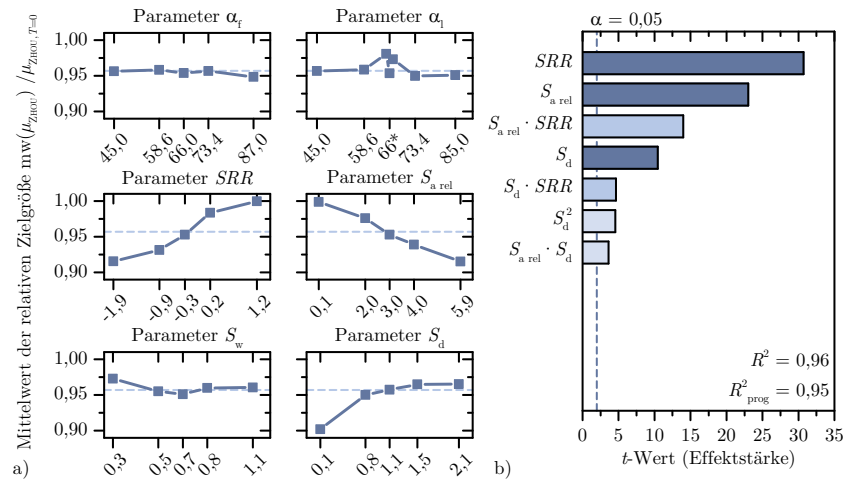 Mittelwert der relativen Zielgröße mw(μ_ZHOU) /μ_ZHOU, T=0
Parameter α_f
1,00
0,95
0,90
45,0 58,6 66,0 73,4 87,0
Parameter α_l
45,0 58,6 66* 73,4 85,0
Parameter SRR
1,00
0,95
0,90
-1,9 -0,9 -0,3 0,2 1,2
Parameter S_a rel
0,1 2,0 3,0 4,0 5,9
Parameter S_w
1,00
0,95
0,90
0,3 0,5 0,7 0,8 1,1
Parameter S_d
0,1 0,8 1,1 1,5 2,1
a)
α = 0,05
SRR
S_a rel
S_a rel · SRR
S_d
S_d · SRR
S_d^2
S_a rel · S_d
R^2 = 0,96
R^2_prog = 0,95
0 5 10 15 20 25 30 35
t-Wert (Effektstärke)
b)